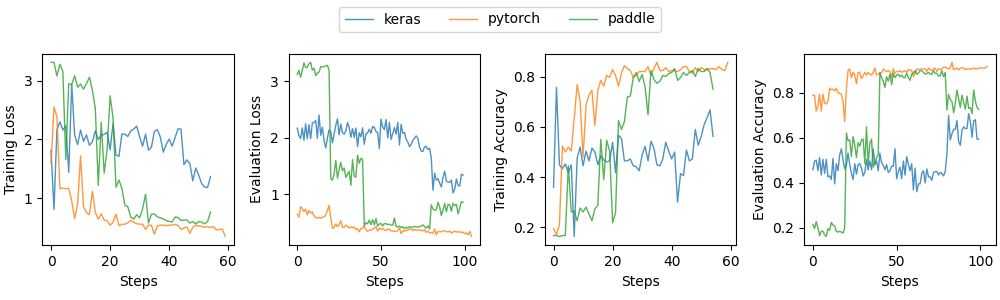 keras pytorch paddle
Training Loss
3
2
1
0 20 40 60
Steps
Evaluation Loss
3
2
1
0 50 100
Steps
Training Accuracy
0.8
0.6
0.4
0.2
0 20 40 60
Steps
Evaluation Accuracy
0.8
0.6
0.4
0.2
0 50 100
Steps